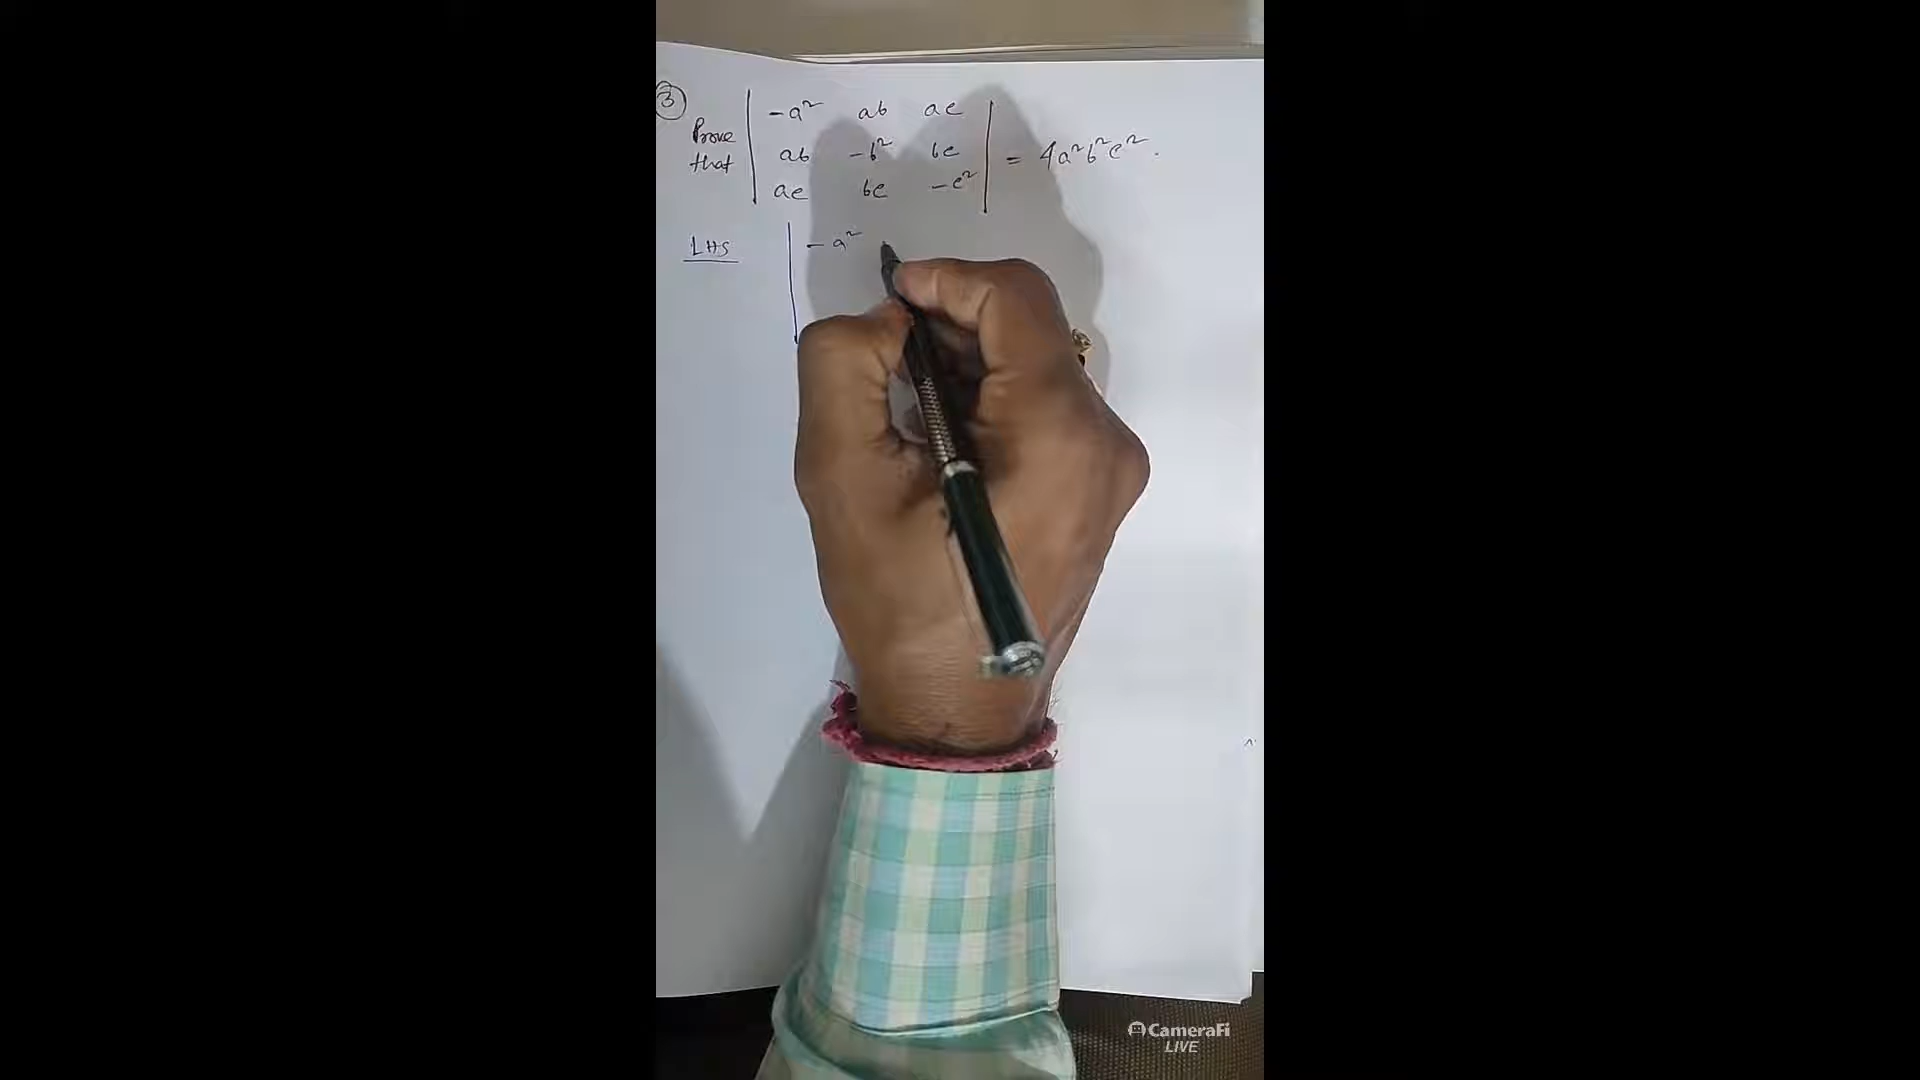 ③
Prove that | -a² ab ac |
| ab -b² bc | = 4a²b²c².
| ac bc -c² |
LHS | -a²
CameraFi
LIVE